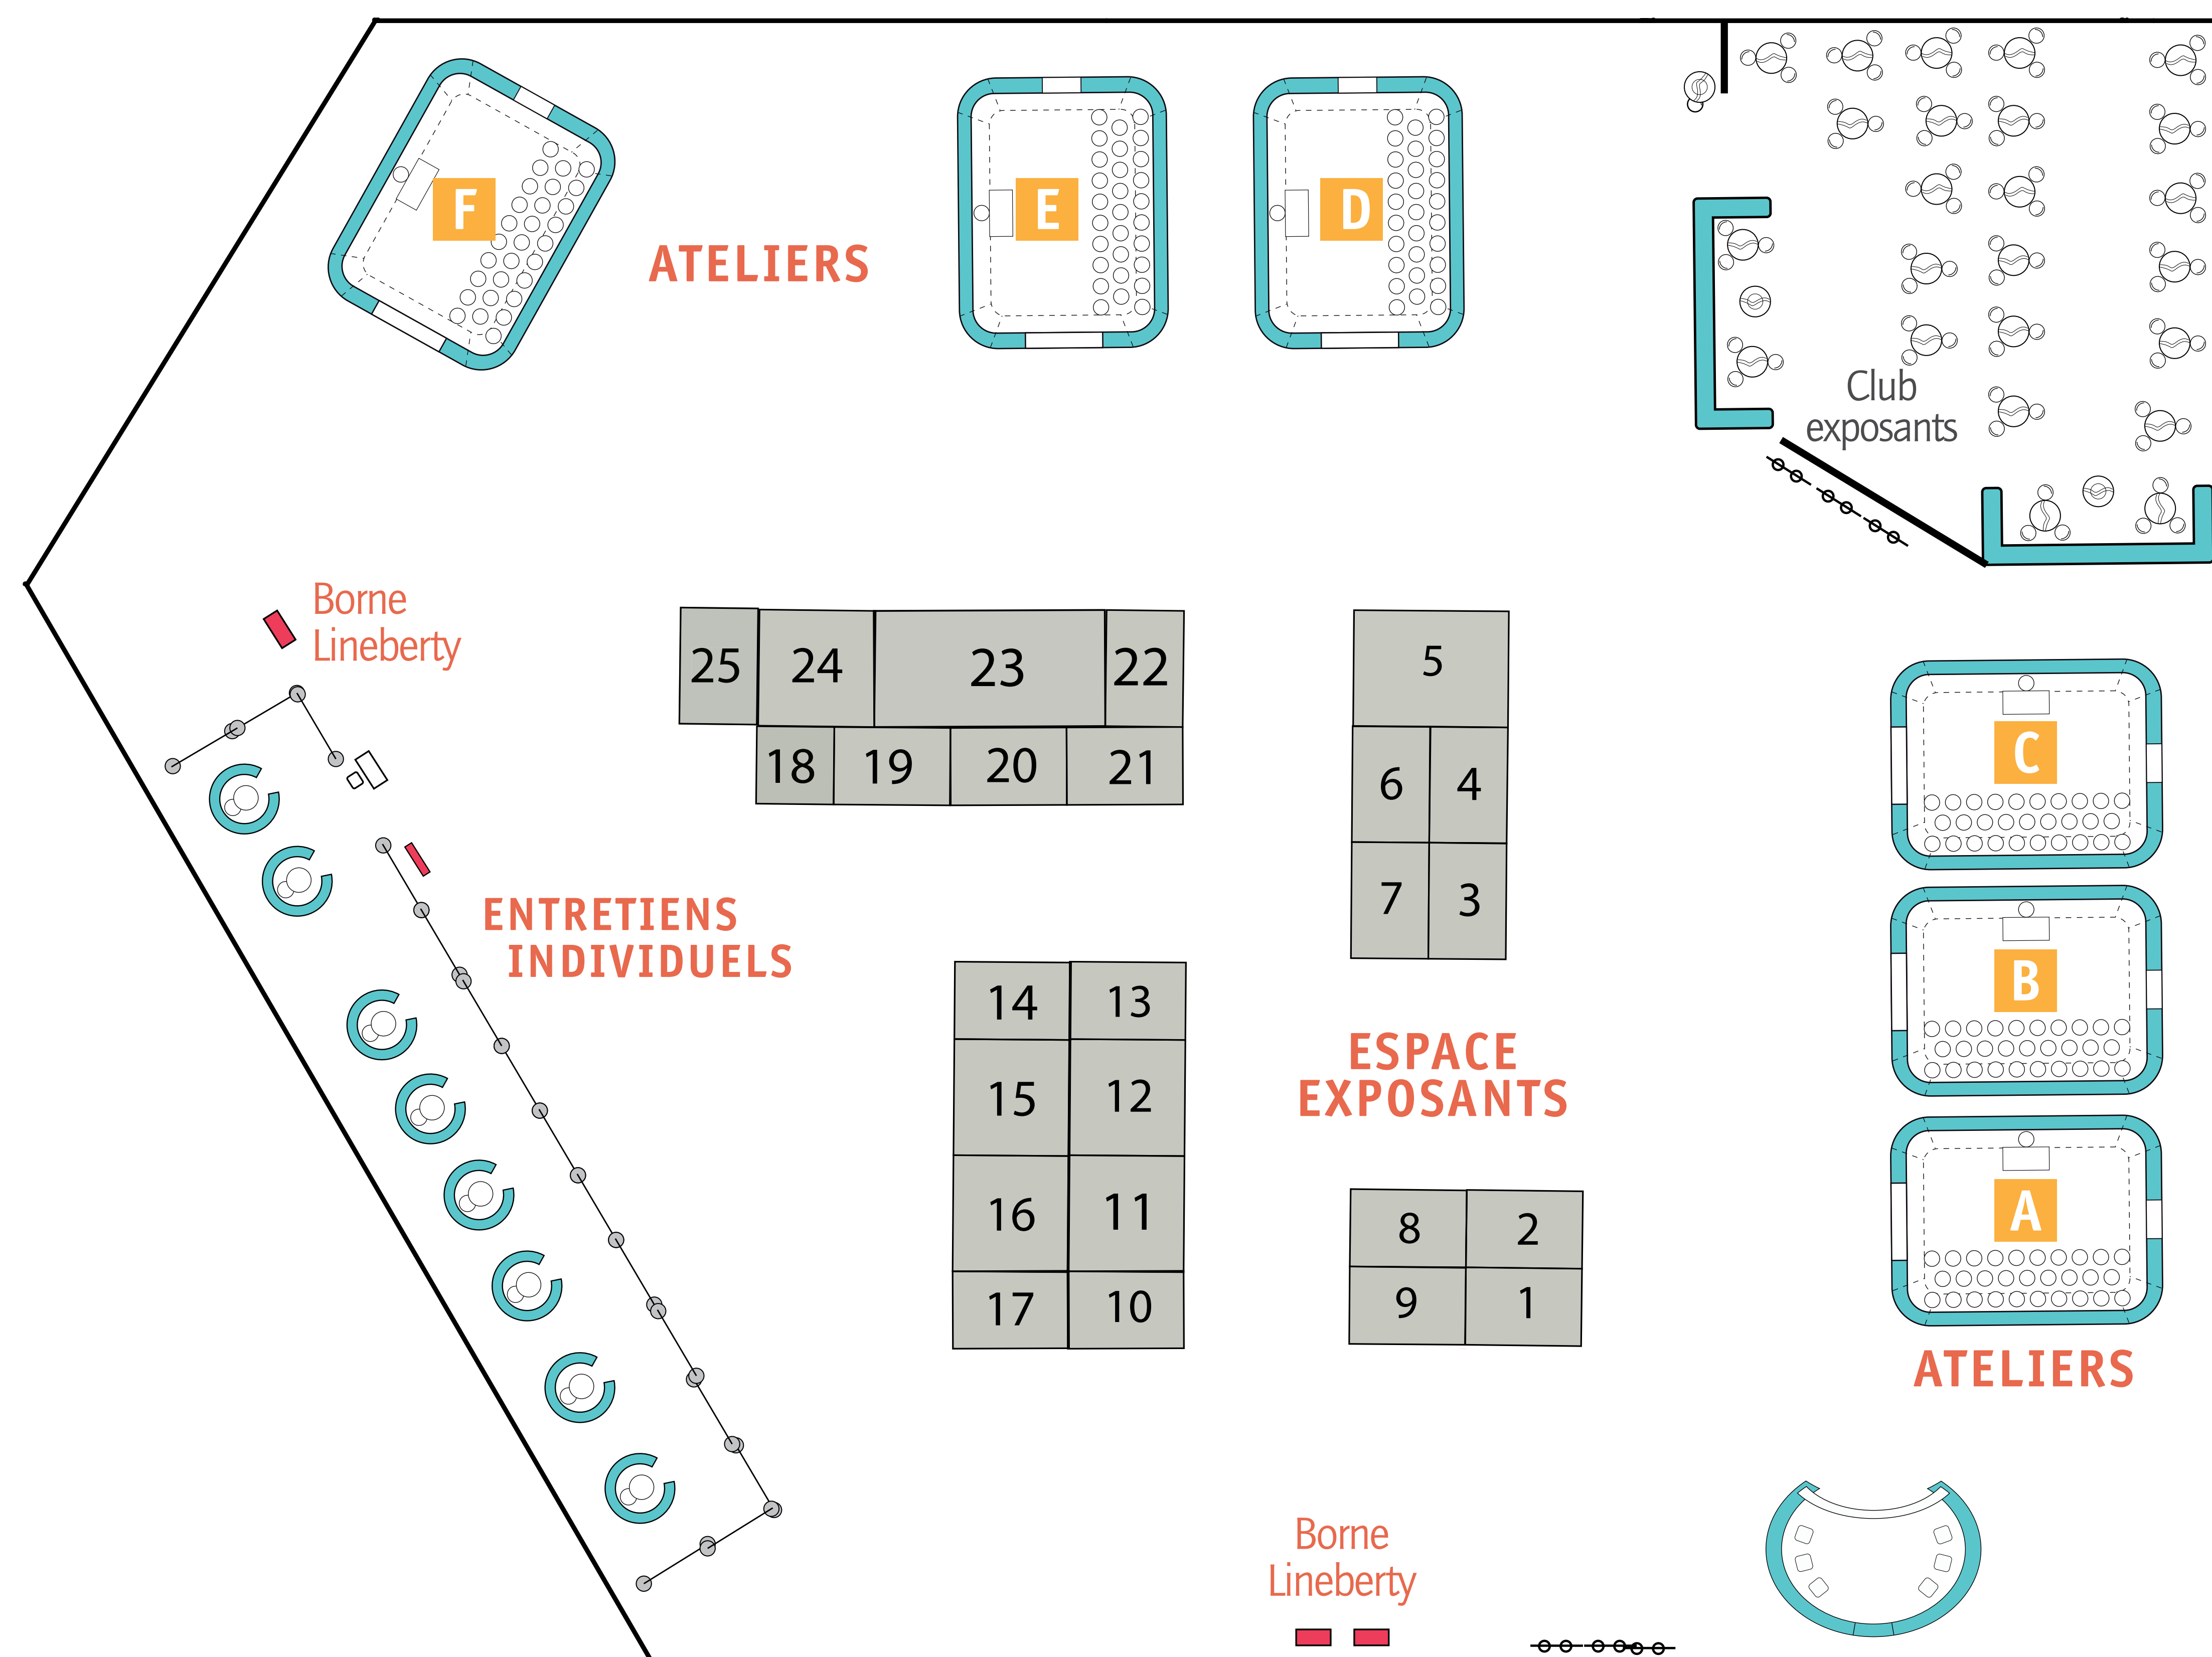 F
ATELIERS
E
D
Club
exposants
Borne
Lineberty
25 24 23 22
18 19 20 21
5
6 4
7 3
C
B
A
ATELIERS
ENTRETIENS
INDIVIDUELS
14 13
15 12
16 11
17 10
ESPACE
EXPOSANTS
8 2
9 1
Borne
Lineberty